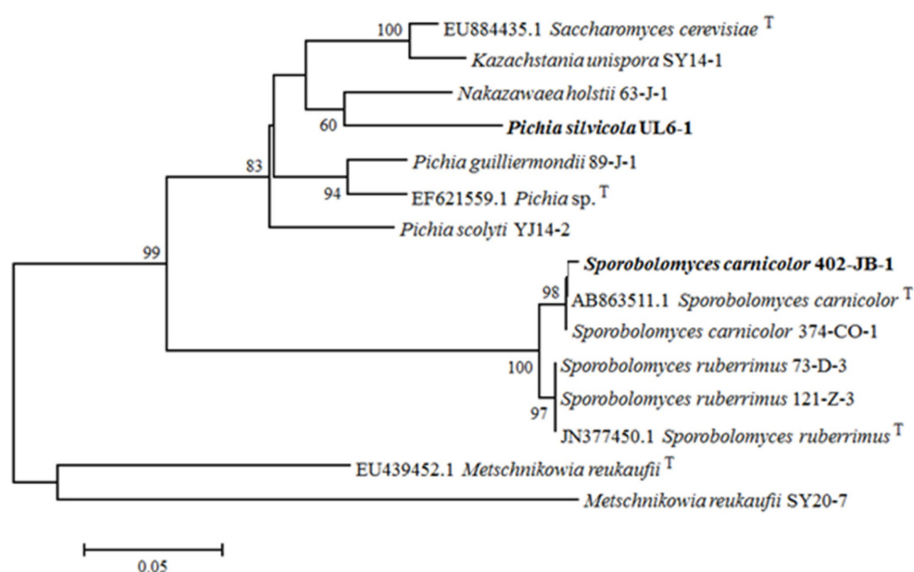 100
EU884435.1 Saccharomyces cerevisiae T
Kazachstania unispora SY14-1
Nakazawaea holstii 63-J-1
60
Pichia silvicola UL6-1
83
Pichia guilliermondii 89-J-1
94
EF621559.1 Pichia sp. T
Pichia scolyti YJ14-2
99
Sporobolomyces carnicolor 402-JB-1
98
AB863511.1 Sporobolomyces carnicolor T
Sporobolomyces carnicolor 374-CO-1
100
Sporobolomyces ruberrimus 73-D-3
Sporobolomyces ruberrimus 121-Z-3
97
JN377450.1 Sporobolomyces ruberrimus T
EU439452.1 Metschnikowia reukaufii T
Metschnikowia reukaufii SY20-7
0.05